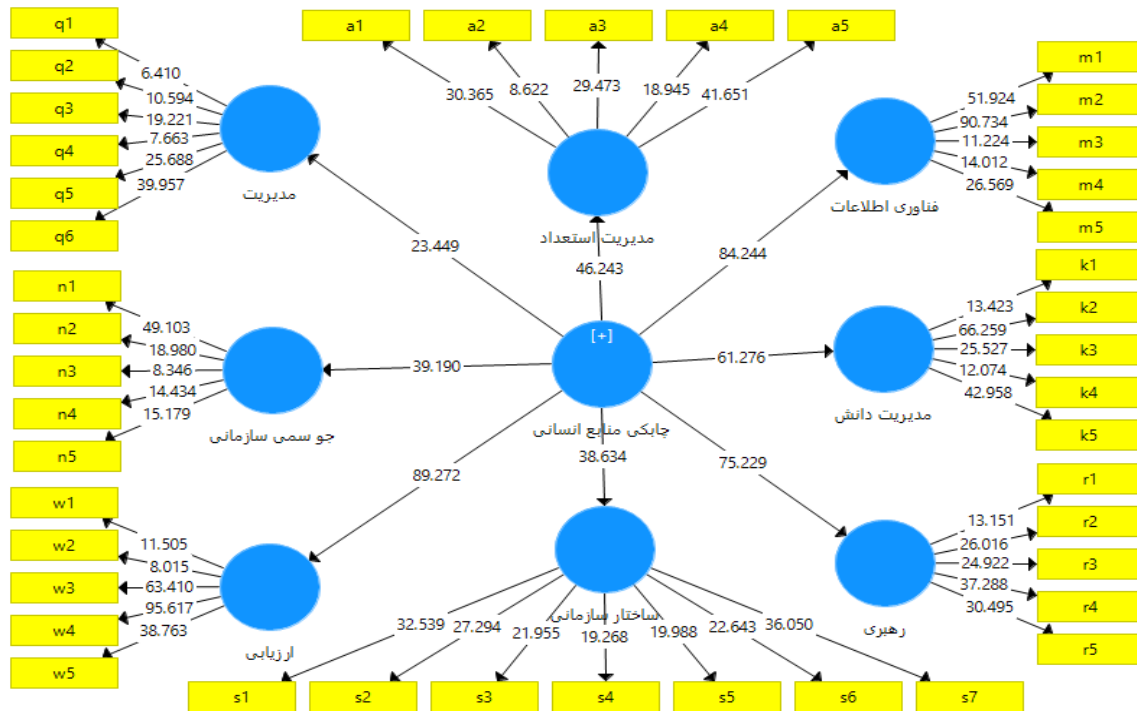 q1
q2
q3
q4
q5
q6
6.410
10.594
19.221
7.663
25.688
39.957
مدیریت
a1
a2
a3
a4
a5
30.365
8.622
29.473
18.945
41.651
مدیریت استعداد
m1
m2
m3
m4
m5
51.924
90.734
11.224
14.012
26.569
فناوری اطلاعات
23.449
46.243
84.244
n1
n2
n3
n4
n5
49.103
18.980
8.346
14.434
15.179
جو سمی سازمانی
39.190
[+]
چابکی منابع انسانی
61.276
k1
k2
k3
k4
k5
13.423
66.259
25.527
12.074
42.958
مدیریت دانش
89.272
38.634
75.229
w1
w2
w3
w4
w5
11.505
8.015
63.410
95.617
38.763
ارزیابی
ساختار سازمانی
32.539
27.294
21.955
19.268
19.988
22.643
36.050
s1
s2
s3
s4
s5
s6
s7
r1
r2
r3
r4
r5
13.151
26.016
24.922
37.288
30.495
رهبری